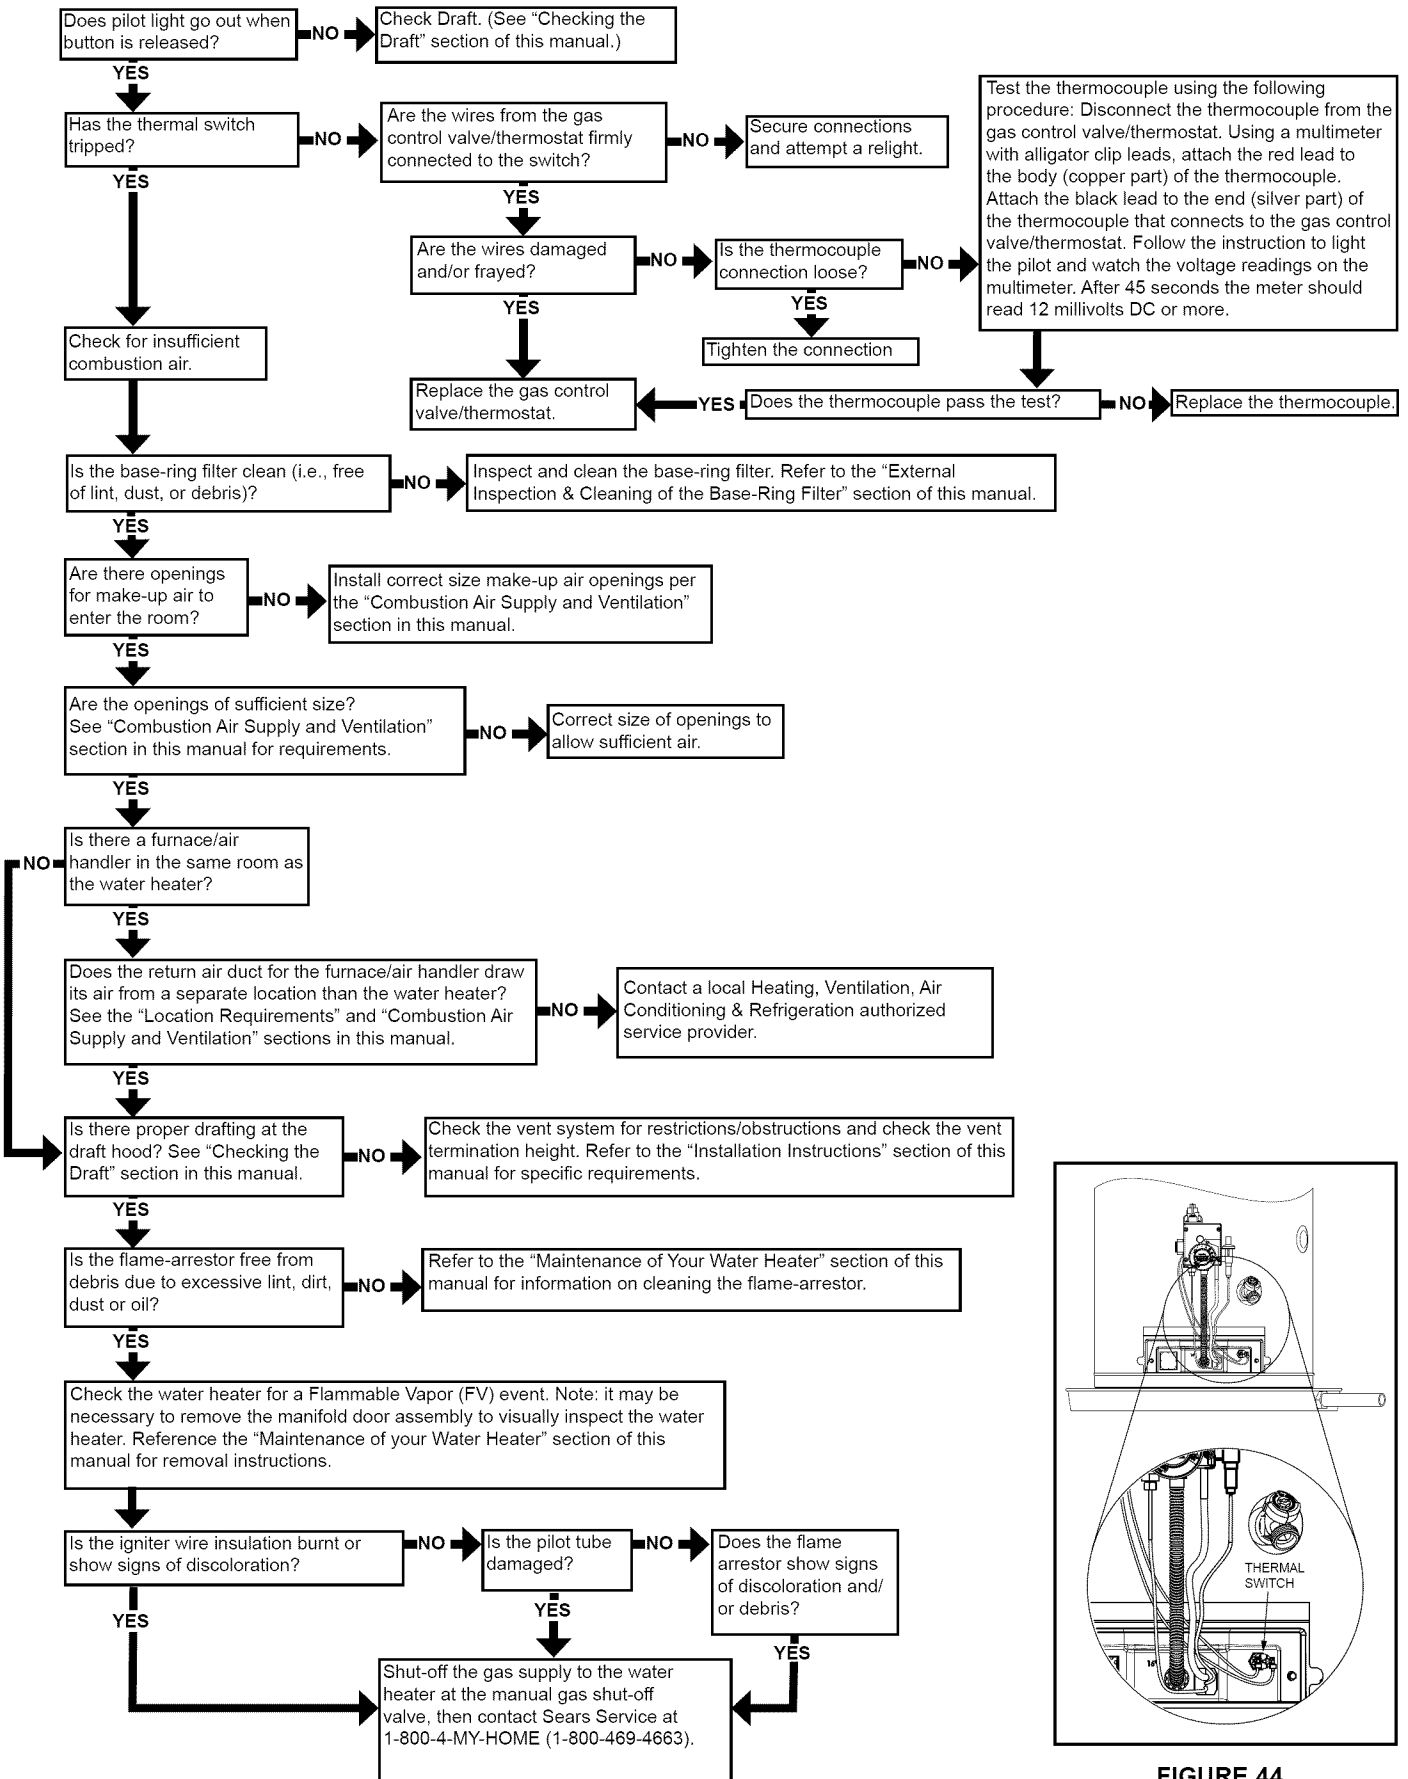 Does pilot light go out when
button is released?
NO
Check Draft. (See “Checking the
Draft” section of this manual.)
YES
Has the thermal switch
tripped?
NO
Are the wires from the gas
control valve/thermostat firmly
connected to the switch?
NO
Secure connections
and attempt a relight.
Test the thermocouple using the following
procedure: Disconnect the thermocouple from the
gas control valve/thermostat. Using a multimeter
with alligator clip leads, attach the red lead to
the body (copper part) of the thermocouple.
Attach the black lead to the end (silver part) of
the thermocouple that connects to the gas control
valve/thermostat. Follow the instruction to light
the pilot and watch the voltage readings on the
multimeter. After 45 seconds the meter should
read 12 millivolts DC or more.
YES
YES
Are the wires damaged
and/or frayed?
NO
Is the thermocouple
connection loose?
NO
YES
YES
Tighten the connection
Check for insufficient
combustion air.
Replace the gas control
valve/thermostat.
YES
Does the thermocouple pass the test?
NO
Replace the thermocouple.
Is the base-ring filter clean (i.e., free
of lint, dust, or debris)?
NO
Inspect and clean the base-ring filter. Refer to the “External
Inspection & Cleaning of the Base-Ring Filter” section of this manual.
YES
Are there openings
for make-up air to
enter the room?
NO
Install correct size make-up air openings per
the “Combustion Air Supply and Ventilation”
section in this manual.
YES
Are the openings of sufficient size?
See “Combustion Air Supply and Ventilation”
section in this manual for requirements.
NO
Correct size of openings to
allow sufficient air.
YES
Is there a furnace/air
handler in the same room as
the water heater?
NO
YES
Does the return air duct for the furnace/air handler draw
its air from a separate location than the water heater?
See the “Location Requirements” and “Combustion Air
Supply and Ventilation” sections in this manual.
NO
Contact a local Heating, Ventilation, Air
Conditioning & Refrigeration authorized
service provider.
YES
Is there proper drafting at the
draft hood? See “Checking the
Draft” section in this manual.
NO
Check the vent system for restrictions/obstructions and check the vent
termination height. Refer to the “Installation Instructions” section of this
manual for specific requirements.
YES
Is the flame-arrestor free from
debris due to excessive lint, dirt,
dust or oil?
NO
Refer to the “Maintenance of Your Water Heater” section of this
manual for information on cleaning the flame-arrestor.
YES
Check the water heater for a Flammable Vapor (FV) event. Note: it may be
necessary to remove the manifold door assembly to visually inspect the water
heater. Reference the “Maintenance of your Water Heater” section of this
manual for removal instructions.
Is the igniter wire insulation burnt or
show signs of discoloration?
NO
Is the pilot tube
damaged?
NO
Does the flame
arrestor show signs
of discoloration and/
or debris?
YES
YES
YES
Shut-off the gas supply to the water
heater at the manual gas shut-off
valve, then contact Sears Service at
1-800-4-MY-HOME (1-800-469-4663).
THERMAL
SWITCH
16"
FIGURE 44